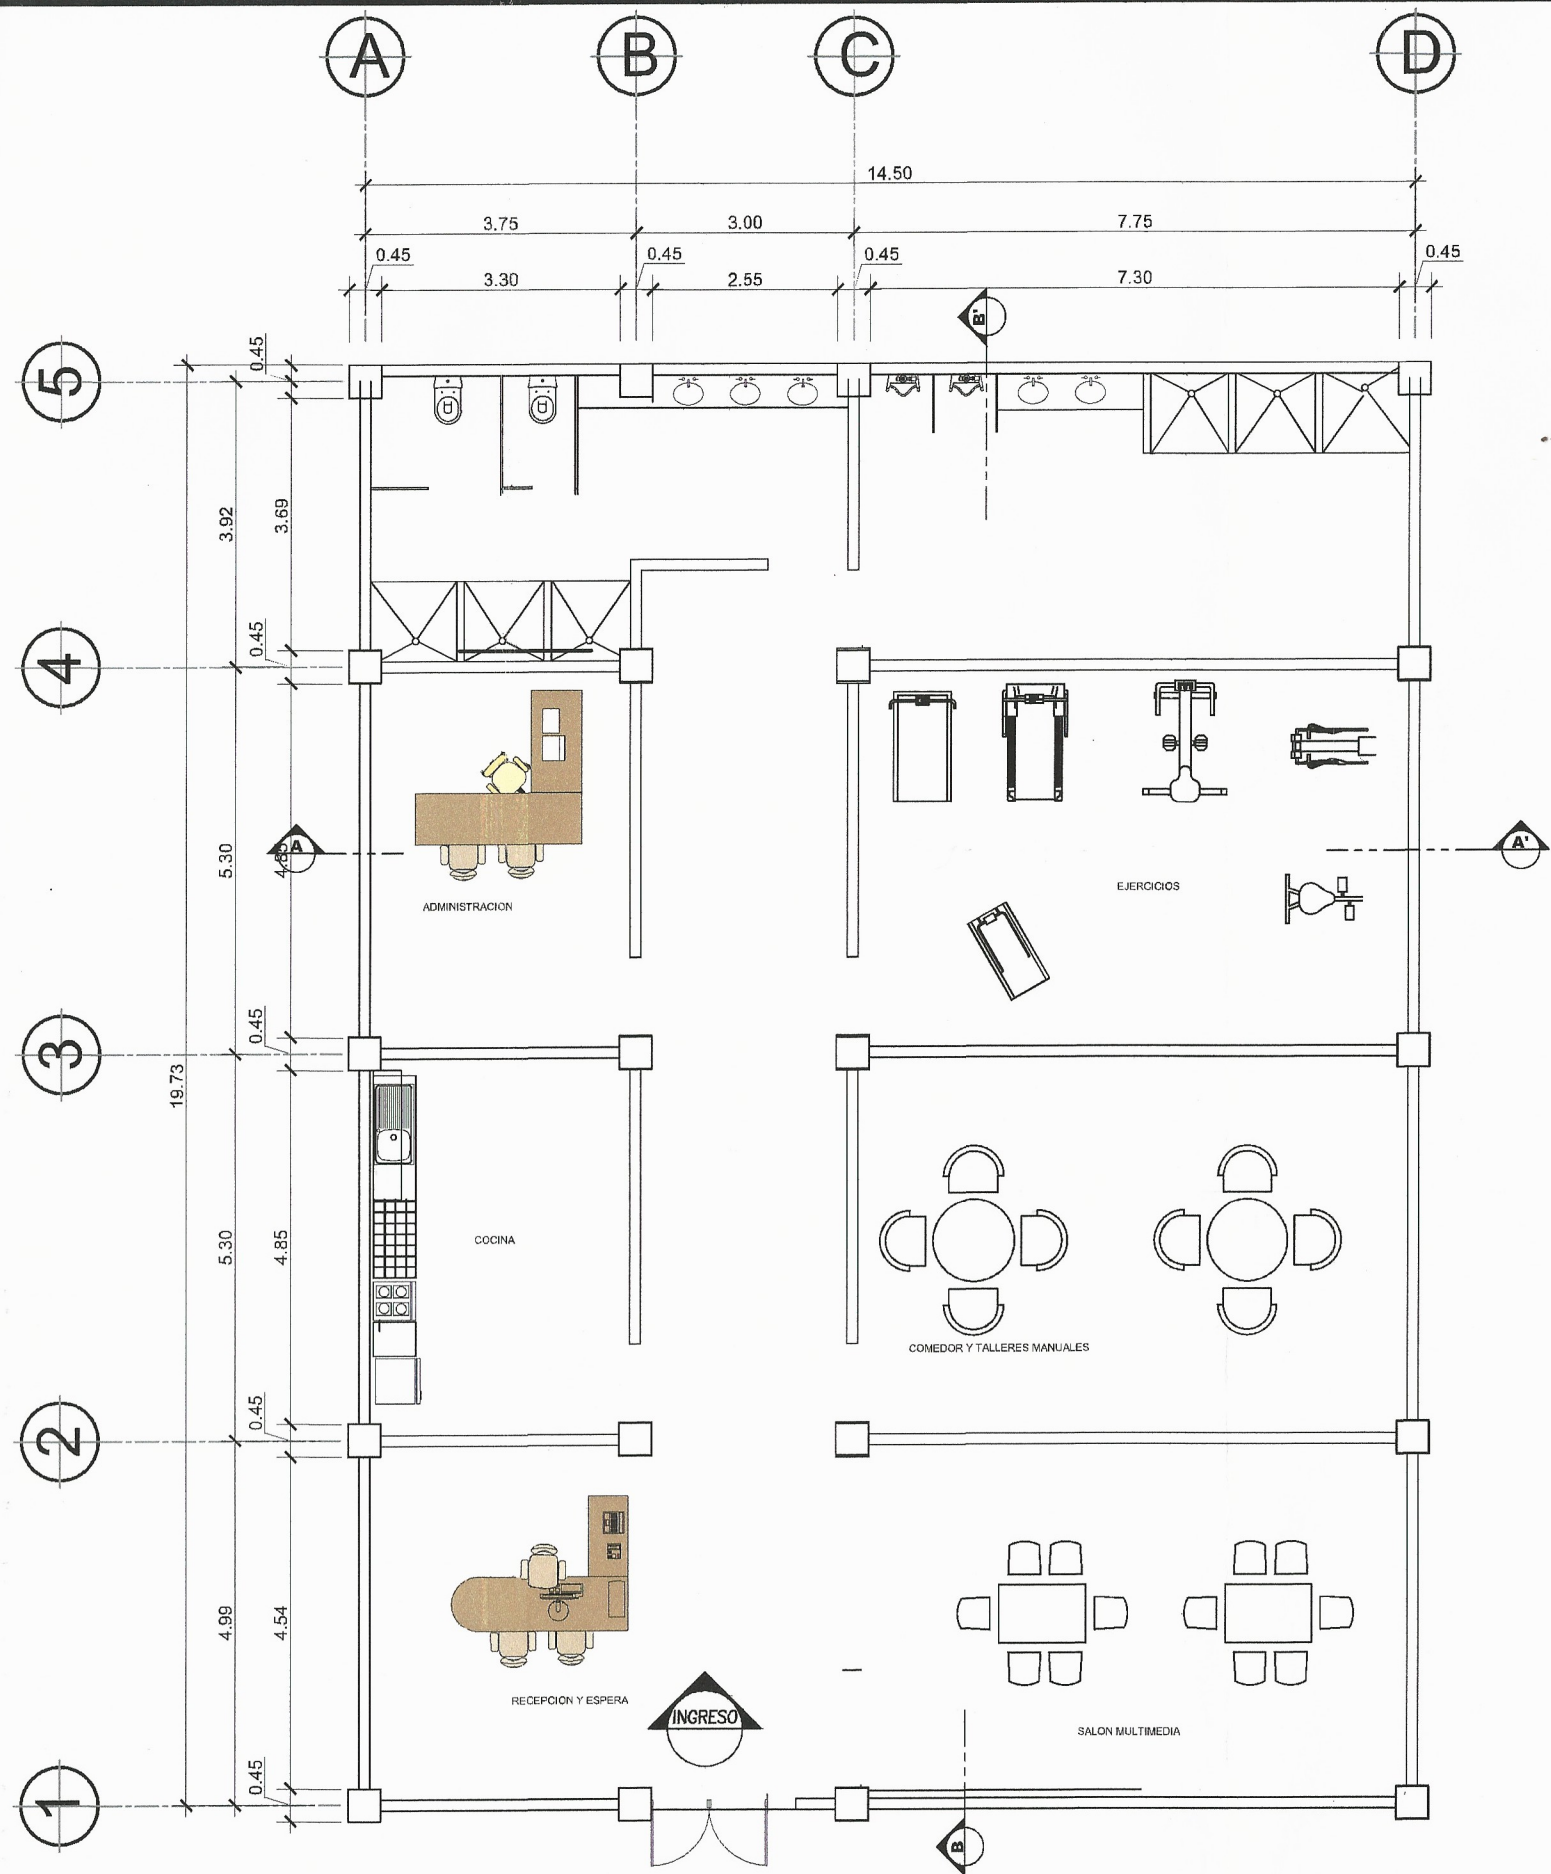 A B C D
14.50
3.75 3.00 7.75
0.45 0.45 0.45 0.45
3.30 2.55 7.30
B'
5
0.45
3.92
3.69
0.45
4
A
5.30
4.85
ADMINISTRACION
EJERCICIOS
A'
0.45
3
19.73
5.30
4.85
COCINA
COMEDOR Y TALLERES MANUALES
0.45
2
4.99
4.54
RECEPCION Y ESPERA
INGRESO
SALON MULTIMEDIA
0.45
1
B